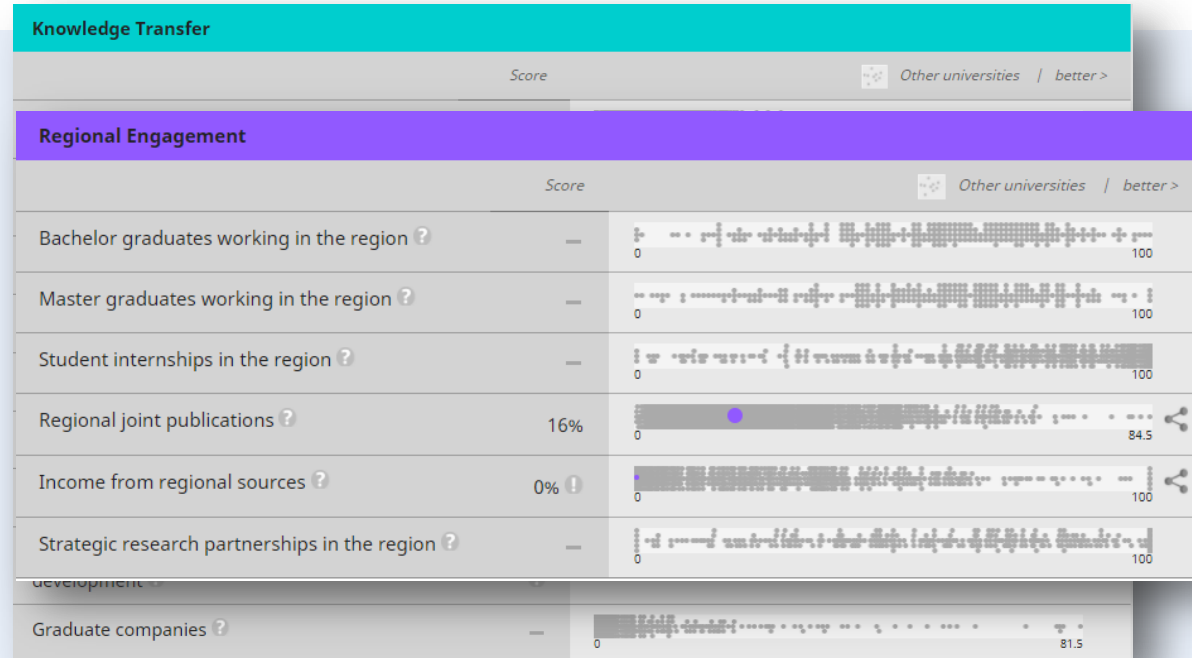 Knowledge Transfer
Score Other universities | better >
Regional Engagement
Score Other universities | better >
Bachelor graduates working in the region ? –
0 100
Master graduates working in the region ? –
0 100
Student internships in the region ? –
0 100
Regional joint publications ? 16%
0 84.5
Income from regional sources ? 0% !
0 100
Strategic research partnerships in the region ? –
0 100
development
Graduate companies ? –
0 81.5